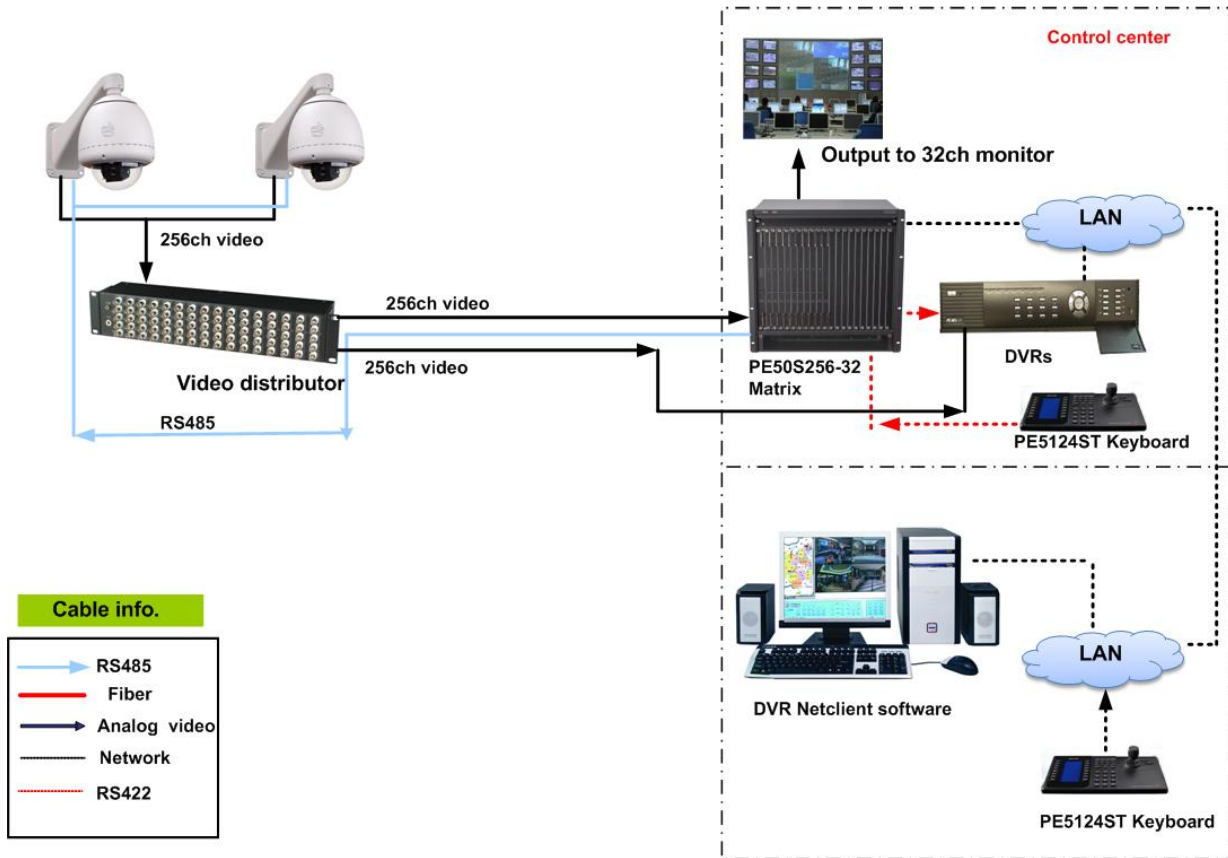 Control center
Output to 32ch monitor
LAN
256ch video
256ch video
256ch video
Video distributor
RS485
PE50S256-32
Matrix
DVRs
PE5124ST Keyboard
Cable info.
RS485
Fiber
Analog video
Network
RS422
DVR Netclient software
LAN
PE5124ST Keyboard